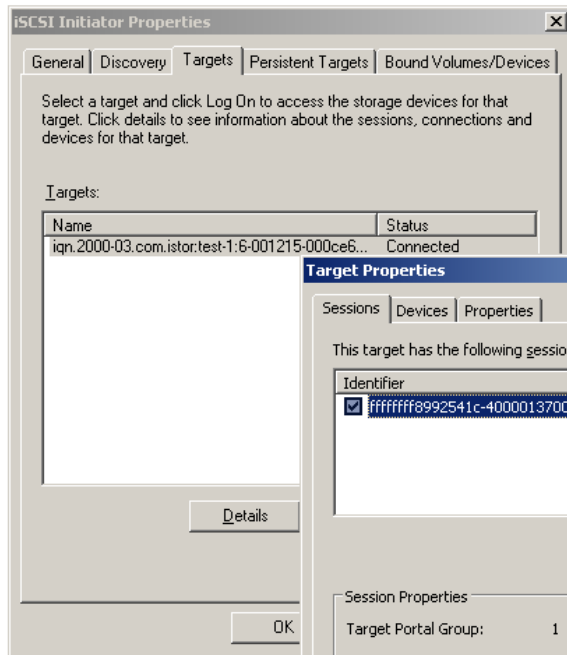 iSCSI Initiator Properties
General Discovery Targets Persistent Targets Bound Volumes/Devices
Select a target and click Log On to access the storage devices for that
target. Click details to see information about the sessions, connections and
devices for that target.
Targets:
Name Status
iqn.2000-03.com.istor:test-1:6-001215-000ce6... Connected
Target Properties
Sessions Devices Properties
This target has the following sessio
Identifier
ffffffff8992541c-4000013700
Details
Session Properties
OK
Target Portal Group: 1